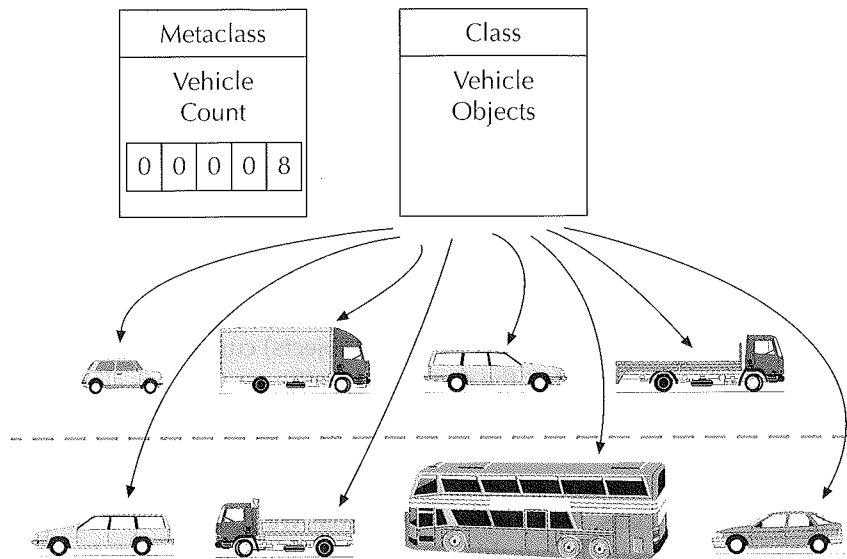 Metaclass
Vehicle
Count
0 0 0 0 8
Class
Vehicle
Objects